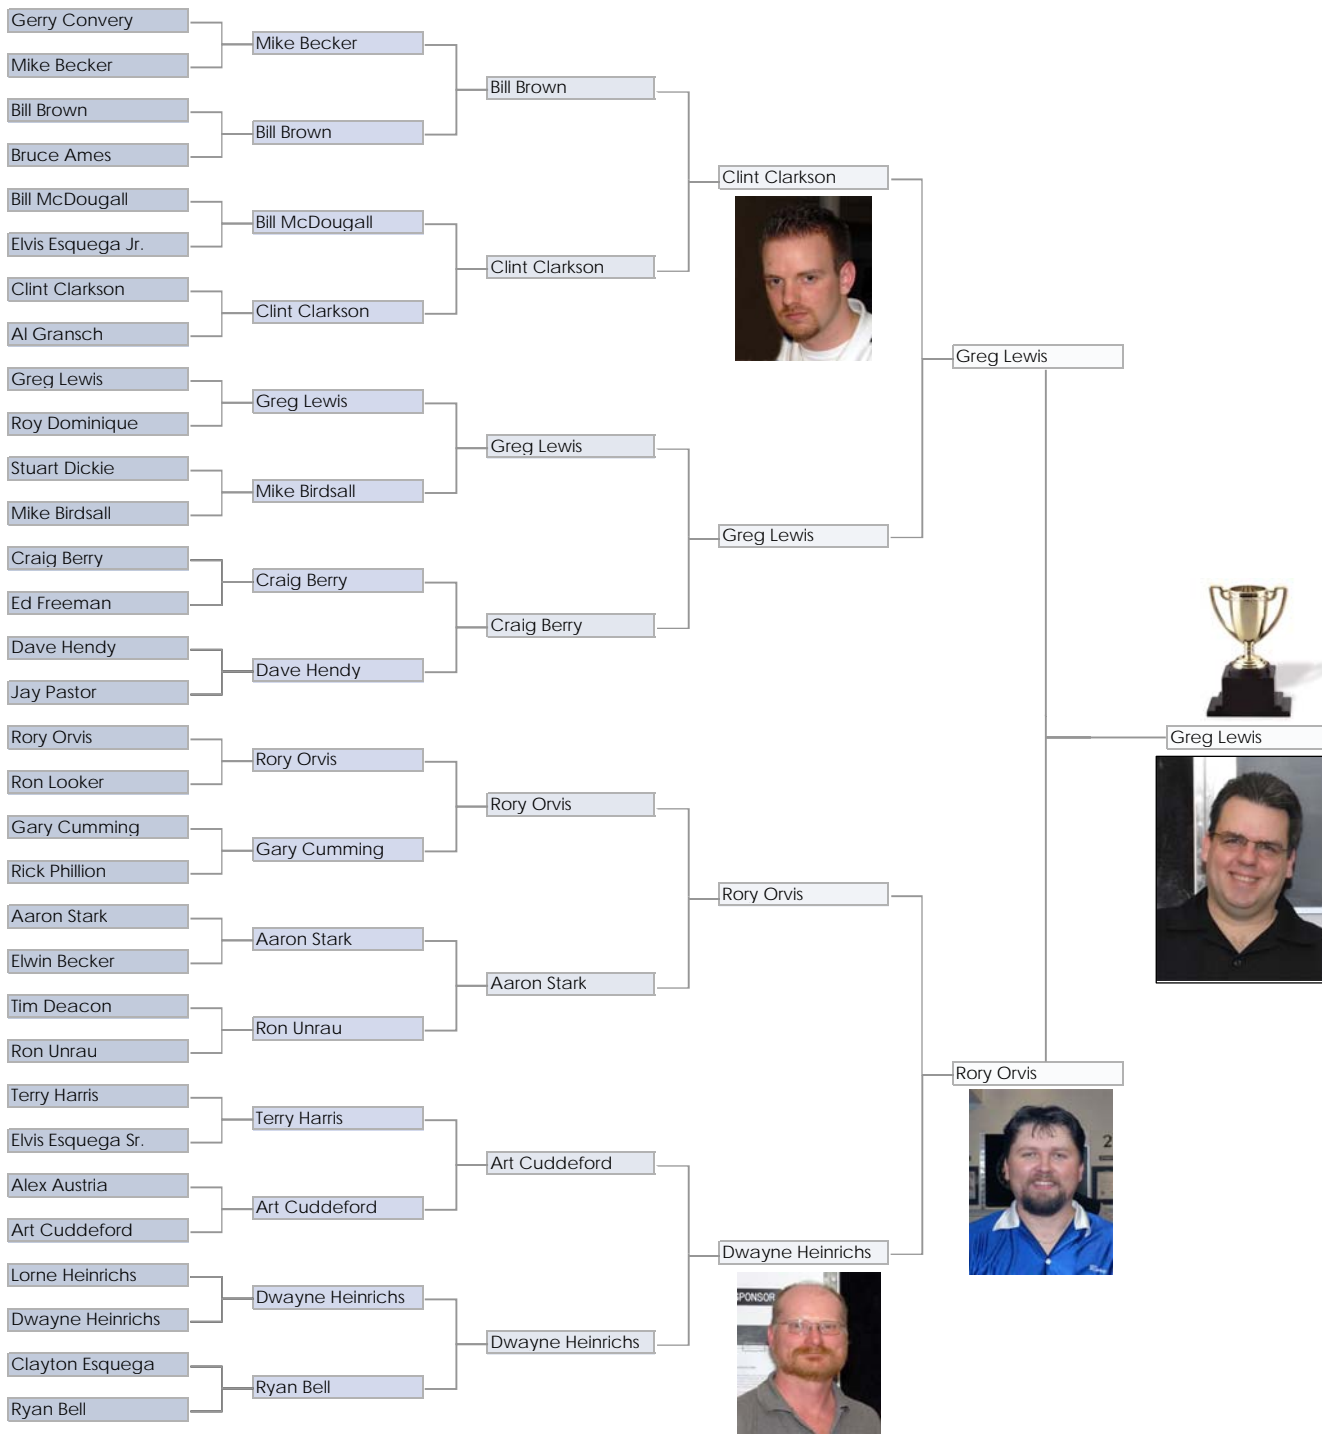 Gerry Convery
Mike Becker
Bill Brown
Bruce Ames
Bill McDougall
Elvis Esquega Jr.
Clint Clarkson
Al Gransch
Greg Lewis
Roy Dominique
Stuart Dickie
Mike Birdsall
Craig Berry
Ed Freeman
Dave Hendy
Jay Pastor
Rory Orvis
Ron Looker
Gary Cumming
Rick Phillion
Aaron Stark
Elwin Becker
Tim Deacon
Ron Unrau
Terry Harris
Elvis Esquega Sr.
Alex Austria
Art Cuddeford
Lorne Heinrichs
Dwayne Heinrichs
Clayton Esquega
Ryan Bell
Mike Becker
Bill Brown
Bill McDougall
Clint Clarkson
Greg Lewis
Mike Birdsall
Craig Berry
Dave Hendy
Rory Orvis
Gary Cumming
Aaron Stark
Ron Unrau
Terry Harris
Art Cuddeford
Dwayne Heinrichs
Ryan Bell
Bill Brown
Clint Clarkson
Greg Lewis
Craig Berry
Rory Orvis
Aaron Stark
Art Cuddeford
Dwayne Heinrichs
Clint Clarkson
Greg Lewis
Rory Orvis
Dwayne Heinrichs
PONSOR
Greg Lewis
Rory Orvis
2
Greg Lewis